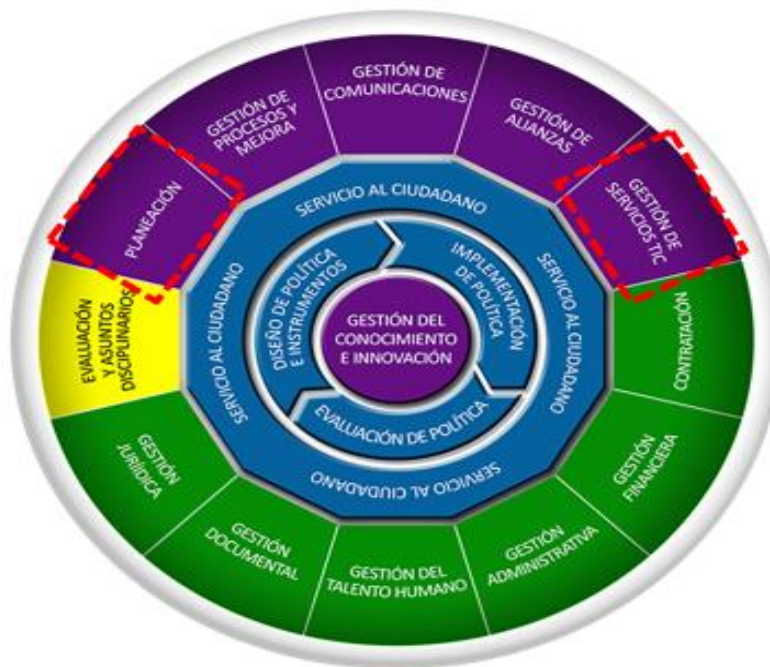 GESTIÓN DE
COMUNICACIONES
GESTIÓN DE
ALIANZAS
GESTIÓN DE
SERVICIOS TIC
CONTRATACIÓN
GESTIÓN
FINANCIERA
GESTIÓN
ADMINISTRATIVA
GESTIÓN DEL
TALENTO HUMANO
GESTIÓN
DOCUMENTAL
GESTIÓN
JURÍDICA
EVALUACIÓN
Y ASUNTOS
DISCIPLINARIOS
PLANEACIÓN
GESTIÓN DE
PROCESOS Y
MEJORA
SERVICIO AL CIUDADANO
SERVICIO AL CIUDADANO
SERVICIO AL CIUDADANO
SERVICIO AL CIUDADANO
DISEÑO DE POLÍTICA
E INSTRUMENTOS
IMPLEMENTACIÓN
DE POLÍTICA
EVALUACIÓN DE POLÍTICA
GESTIÓN DEL
CONOCIMIENTO
E INNOVACIÓN